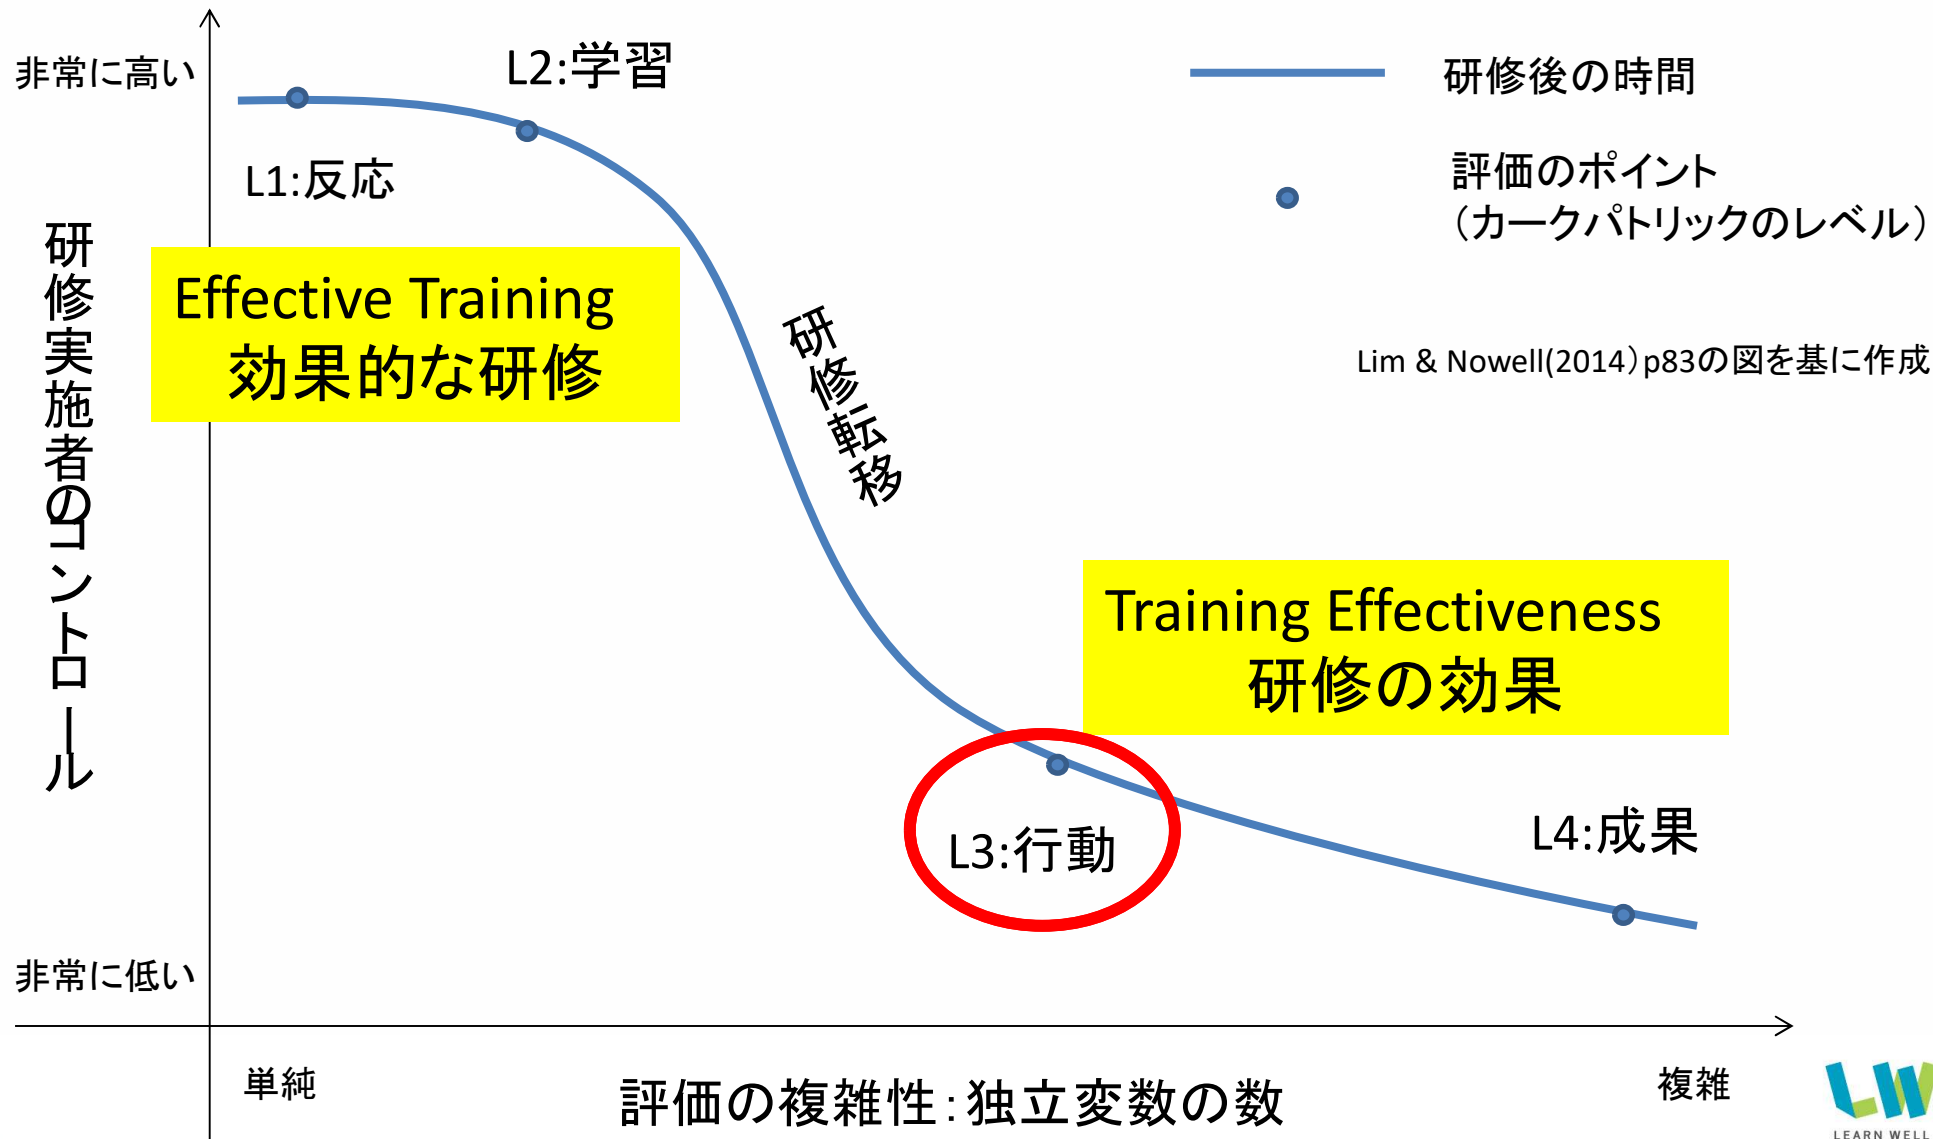 非常に高い
L2:学習
研修後の時間
L1:反応
評価のポイント
（カークパトリックのレベル）
研修実施者のコントロール
Effective Training
効果的な研修
研修転移
Lim & Nowell(2014）p83の図を基に作成
Training Effectiveness
研修の効果
L3:行動
L4:成果
非常に低い
単純
評価の複雑性：独立変数の数
複雑
LW
LEARN WELL